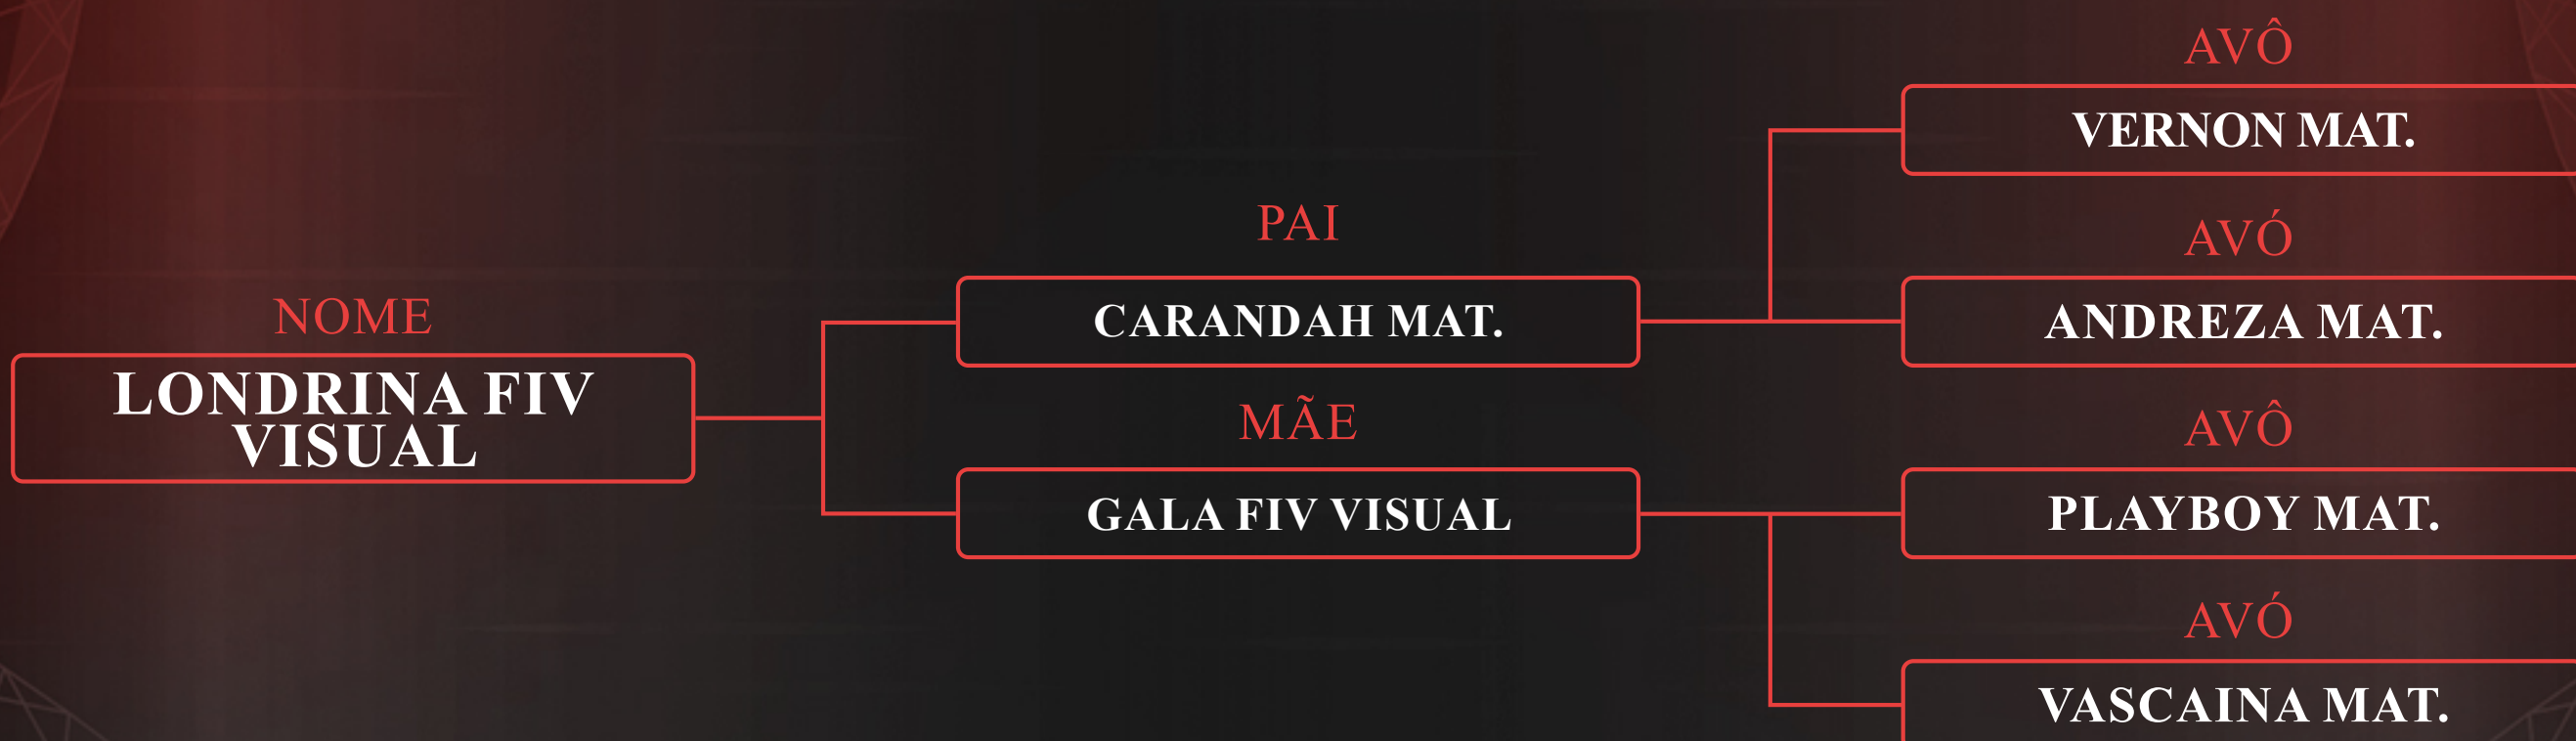 NOME
LONDRINA FIV
VISUAL
PAI
CARANDAH MAT.
MÃE
GALA FIV VISUAL
AVÔ
VERNON MAT.
AVÓ
ANDREZA MAT.
AVÔ
PLAYBOY MAT.
AVÓ
VASCAINA MAT.